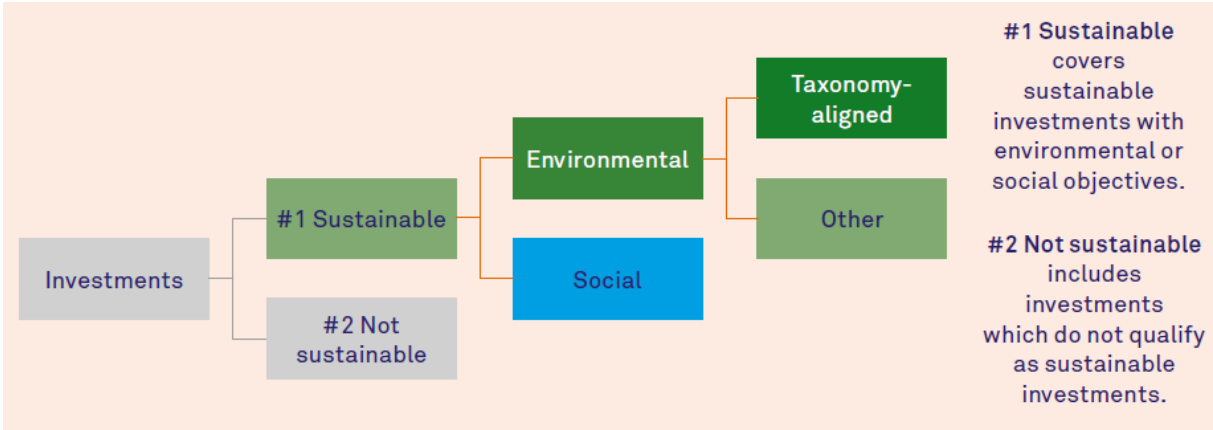 Investments
#1 Sustainable
#2 Not
sustainable
Environmental
Social
Taxonomy-
aligned
Other
#1 Sustainable
covers
sustainable
investments with
environmental or
social objectives.
#2 Not sustainable
includes
investments
which do not qualify
as sustainable
investments.